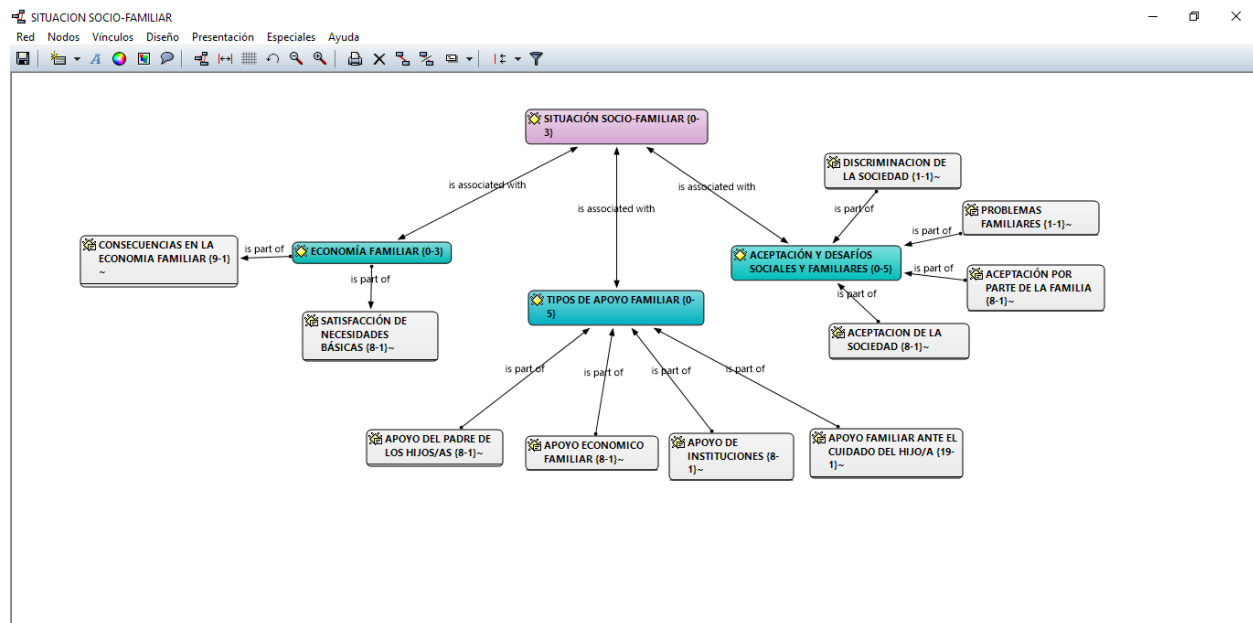 SITUACION SOCIO-FAMILIAR
Red Nodos Vínculos Diseño Presentación Especiales Ayuda
SITUACIÓN SOCIO-FAMILIAR {0-
3}
DISCRIMINACION DE
LA SOCIEDAD {1-1}~
is associated with
is associated with
is associated with
is part of
PROBLEMAS
FAMILIARES {1-1}~
is part of
CONSECUENCIAS EN LA
ECONOMIA FAMILIAR {9-1}
~
is part of
ECONOMÍA FAMILIAR {0-3}
ACEPTACIÓN Y DESAFÍOS
SOCIALES Y FAMILIARES {0-5}
is part of
ACEPTACIÓN POR
PARTE DE LA FAMILIA
{8-1}~
is part of
is part of
TIPOS DE APOYO FAMILIAR {0-
5}
SATISFACCIÓN DE
NECESIDADES
BÁSICAS {8-1}~
ACEPTACION DE LA
SOCIEDAD {8-1}~
is part of
is part of
is part of
is part of
APOYO DEL PADRE DE
LOS HIJOS/AS {8-1}~
APOYO ECONOMICO
FAMILIAR {8-1}~
APOYO DE
INSTITUCIONES {8-
1}~
APOYO FAMILIAR ANTE EL
CUIDADO DEL HIJO/A {19-
1}~